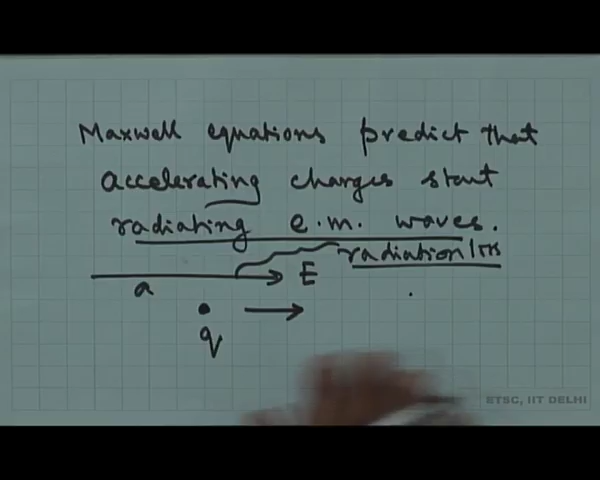 Maxwell equations predict that
accelerating charges start
radiating e.m. waves.
radiation loss
E
a
q
ETSC, IIT DELHI